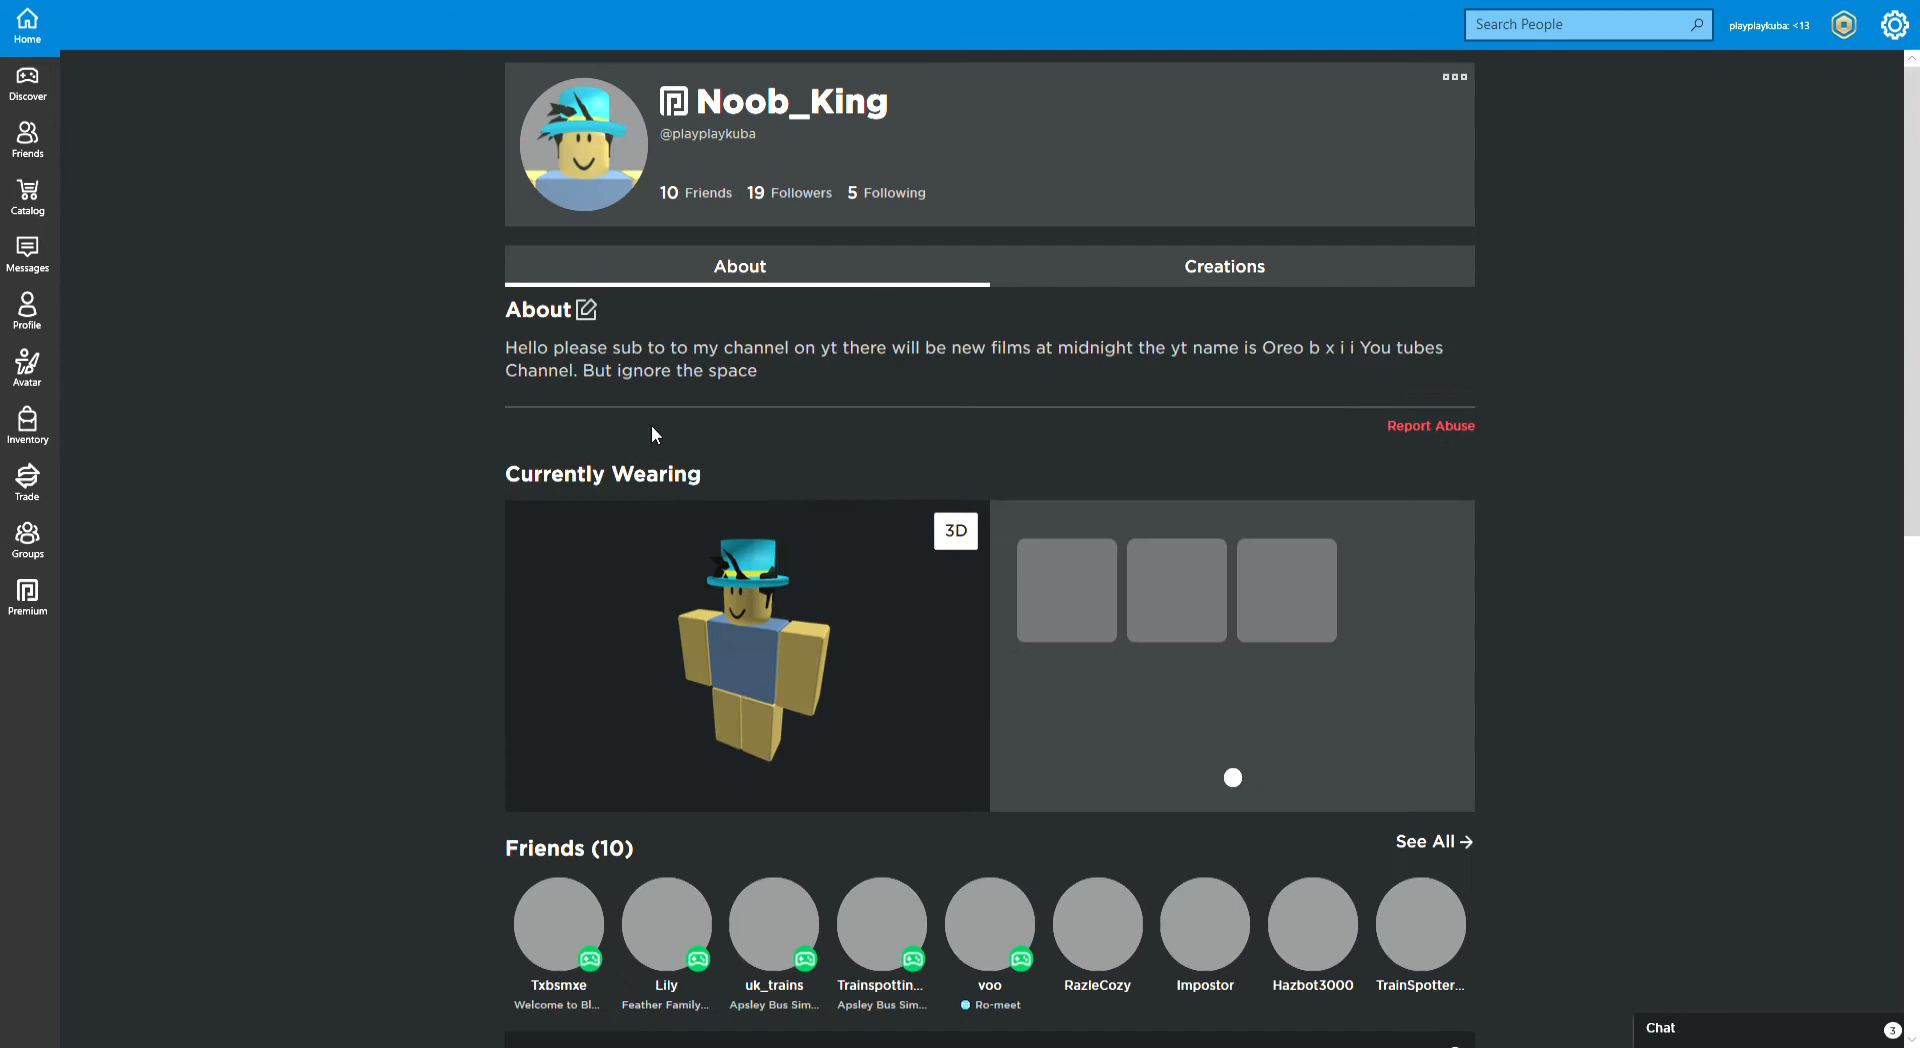 Home
Search People
playplaykuba: <13
Discover
Friends
Catalog
Messages
Profile
Avatar
Inventory
Trade
Groups
Premium
Noob_King
@playplaykuba
10 Friends 19 Followers 5 Following
About
Creations
About
Hello please sub to to my channel on yt there will be new films at midnight the yt name is Oreo b x i i You tubes
Channel. But ignore the space
Report Abuse
Currently Wearing
3D
Friends (10)
See All
Txbsmxe
Welcome to Bl...
Lily
Feather Family...
uk_trains
Apsley Bus Sim...
Trainspottin...
Apsley Bus Sim...
voo
Ro-meet
RazleCozy
Impostor
Hazbot3000
TrainSpotter...
Chat
3